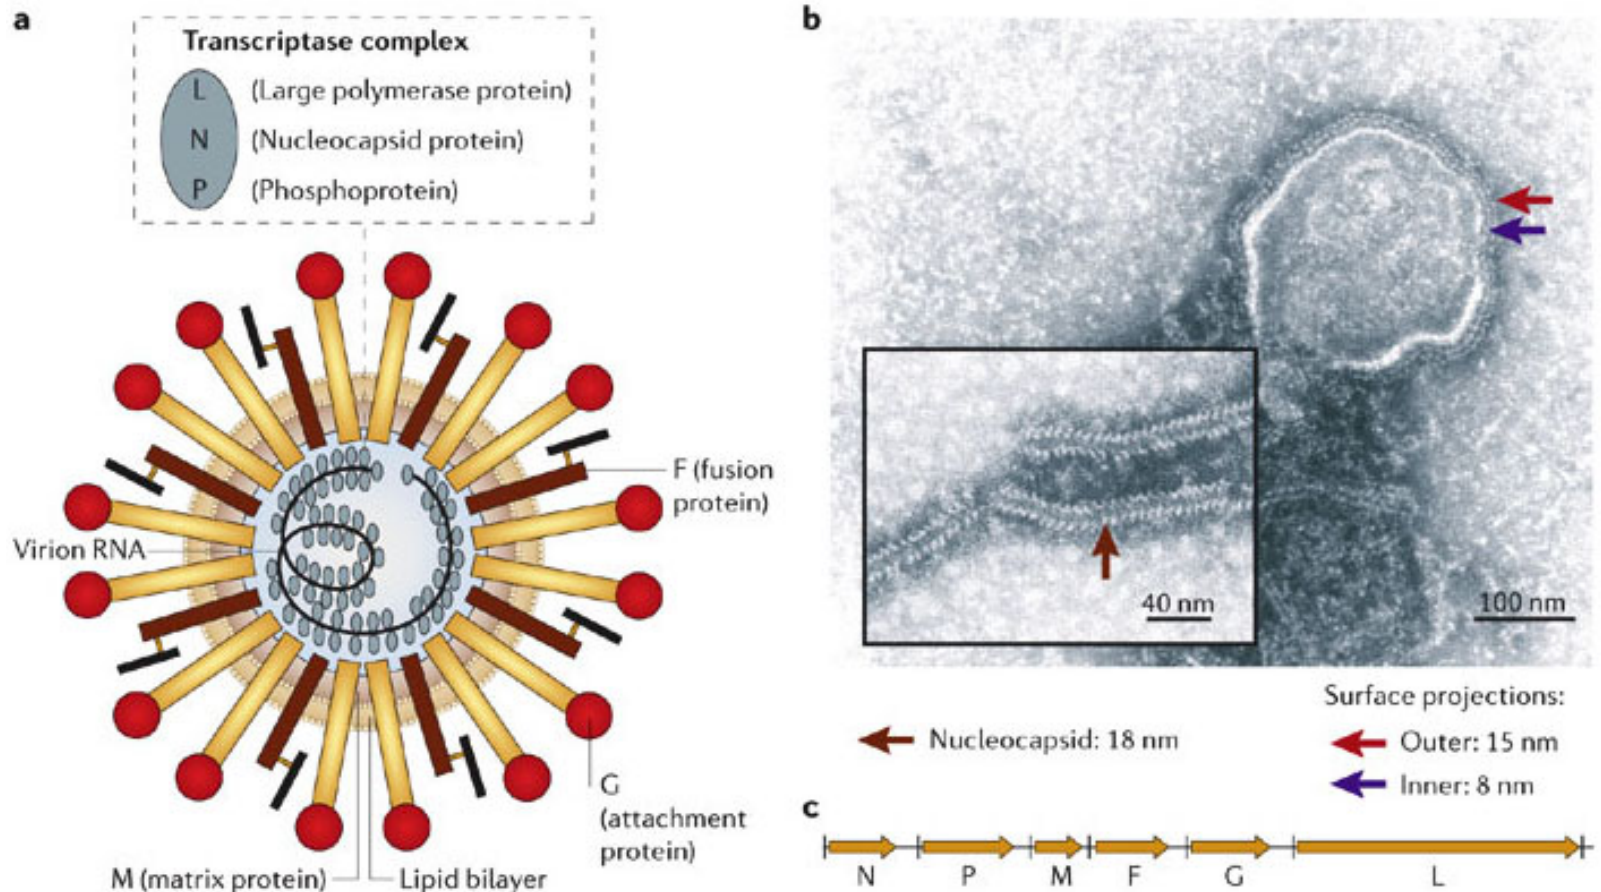 a
Transcriptase complex
L (Large polymerase protein)
N (Nucleocapsid protein)
P (Phosphoprotein)
F (fusion
protein)
Virion RNA
G
(attachment
protein)
M (matrix protein)
Lipid bilayer
b
40 nm
100 nm
Nucleocapsid: 18 nm
Surface projections:
Outer: 15 nm
Inner: 8 nm
c
N P M F G L